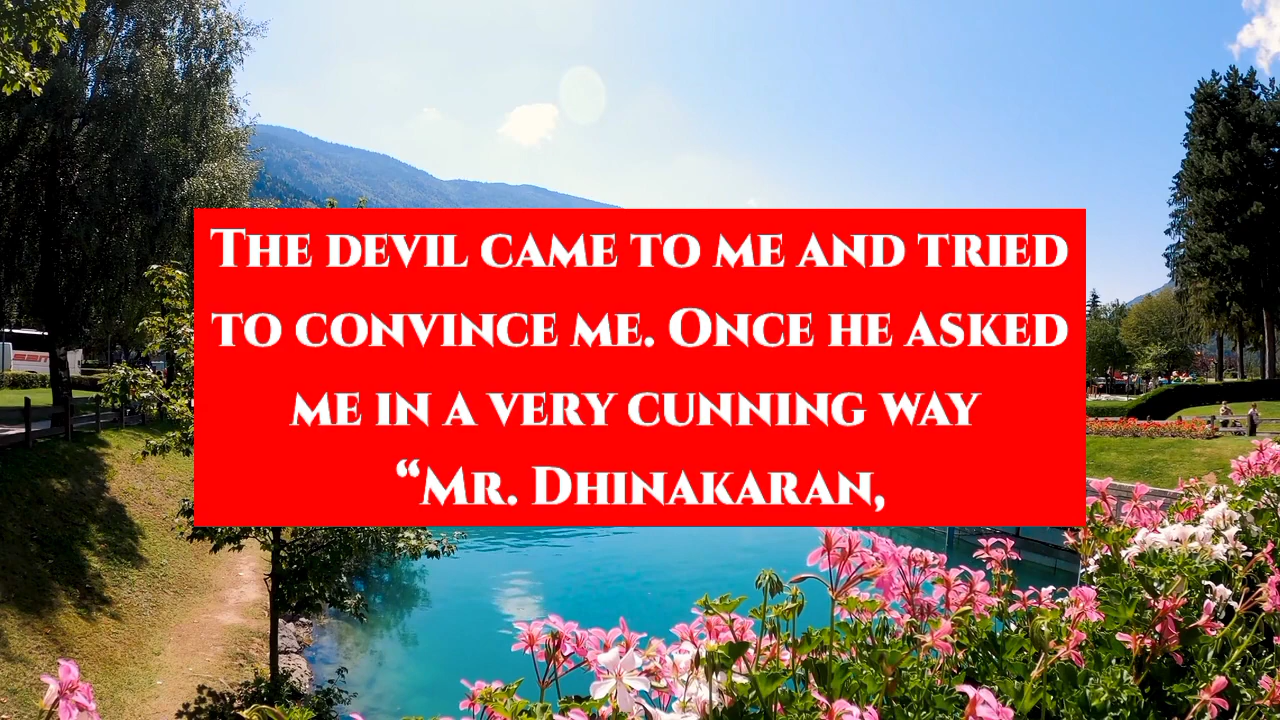 The devil came to me and tried
to convince me. Once he asked
me in a very cunning way
“Mr. Dhinakaran,